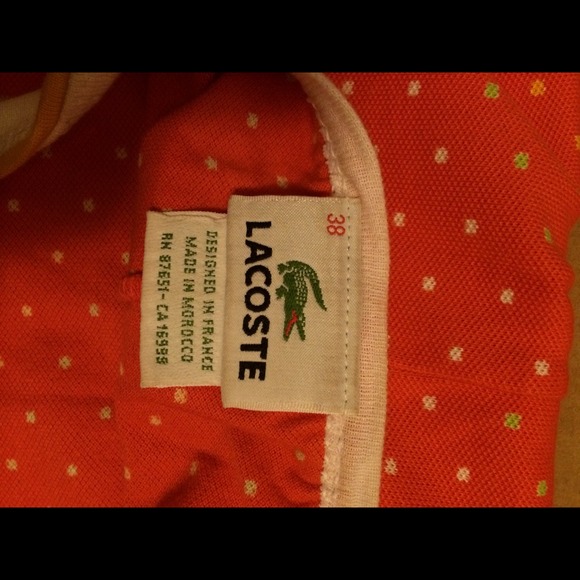 38
LACOSTE
DESIGNED IN FRANCE
MADE IN MOROCCO
RN 87651 - CA 16998